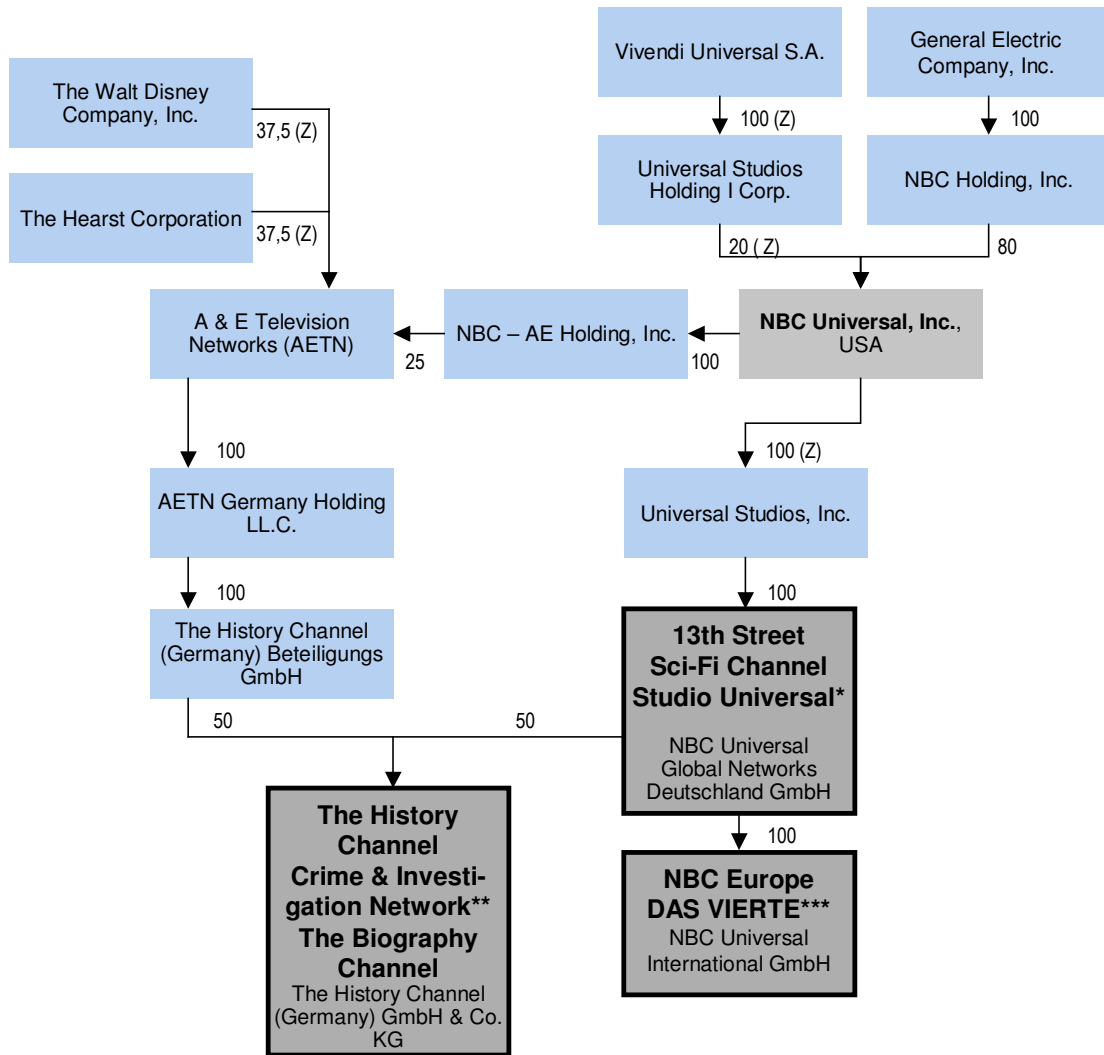 Vivendi Universal S.A.
General Electric
Company, Inc.
The Walt Disney
Company, Inc.
37,5 (Z)
100 (Z)
100
Universal Studios
Holding I Corp.
NBC Holding, Inc.
The Hearst Corporation
37,5 (Z)
20 ( Z)
80
A & E Television
Networks (AETN)
25
NBC – AE Holding, Inc.
100
NBC Universal, Inc.,
USA
100
100 (Z)
AETN Germany Holding
LL.C.
Universal Studios, Inc.
100
100
The History Channel
(Germany) Beteiligungs
GmbH
13th Street
Sci-Fi Channel
Studio Universal*
NBC Universal
Global Networks
Deutschland GmbH
50
50
100
The History
Channel
Crime & Investi-
gation Network**
The Biography
Channel
The History Channel
(Germany) GmbH & Co.
KG
NBC Europe
DAS VIERTE***
NBC Universal
International GmbH